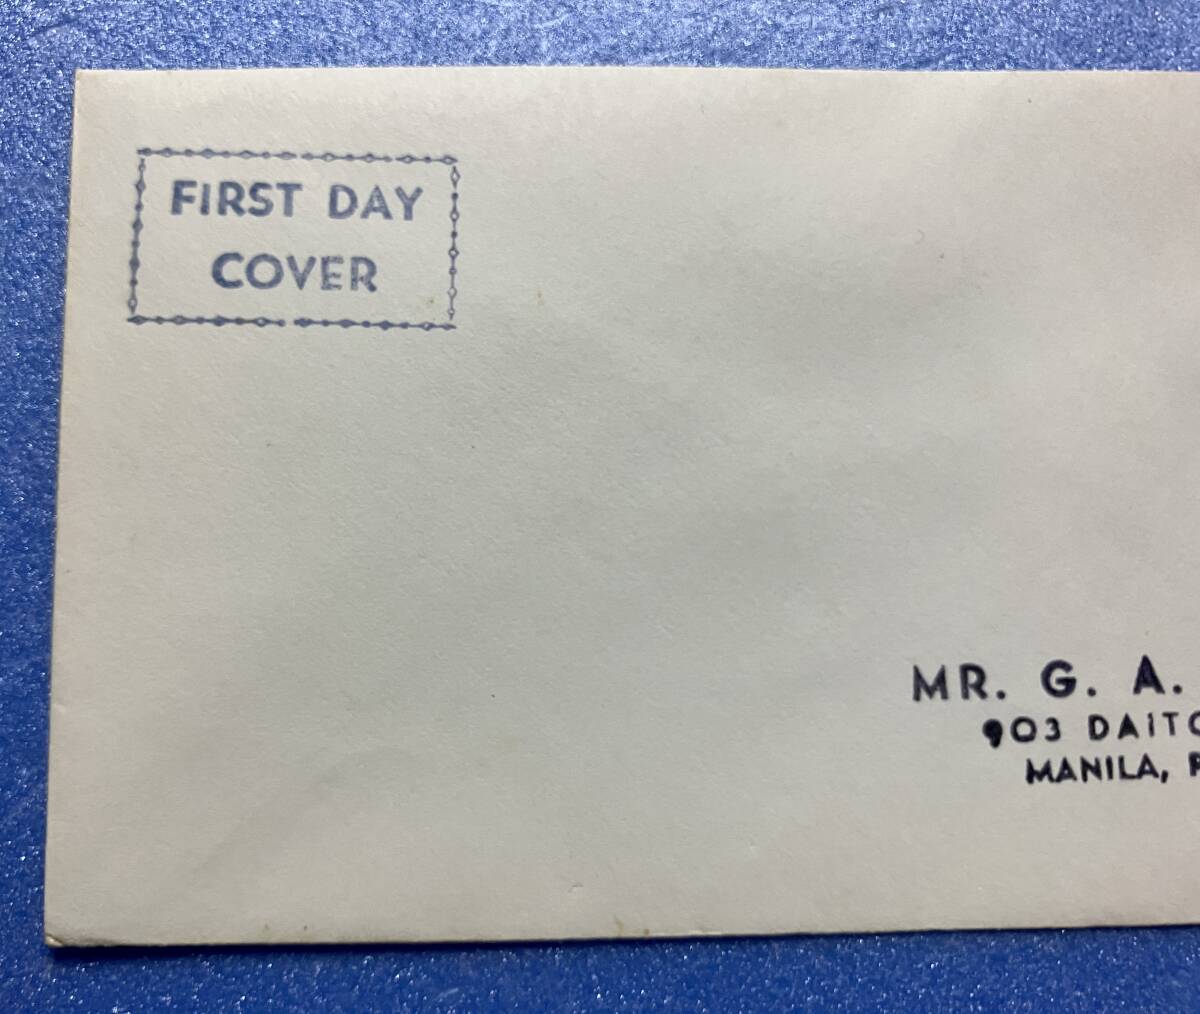 FIRST DAY
COVER
MR. G. A.
903 DAITO
MANILA, P